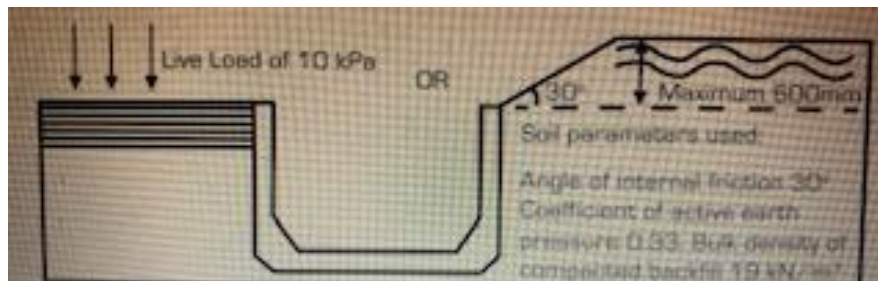 Live Load of 10 kPa
OR
30°
Maximum 600mm
Soil parameters used:
Angle of internal friction 30°
Coefficient of active earth
pressure 0.33. Bulk density of
compacted backfill 19 kN/m³